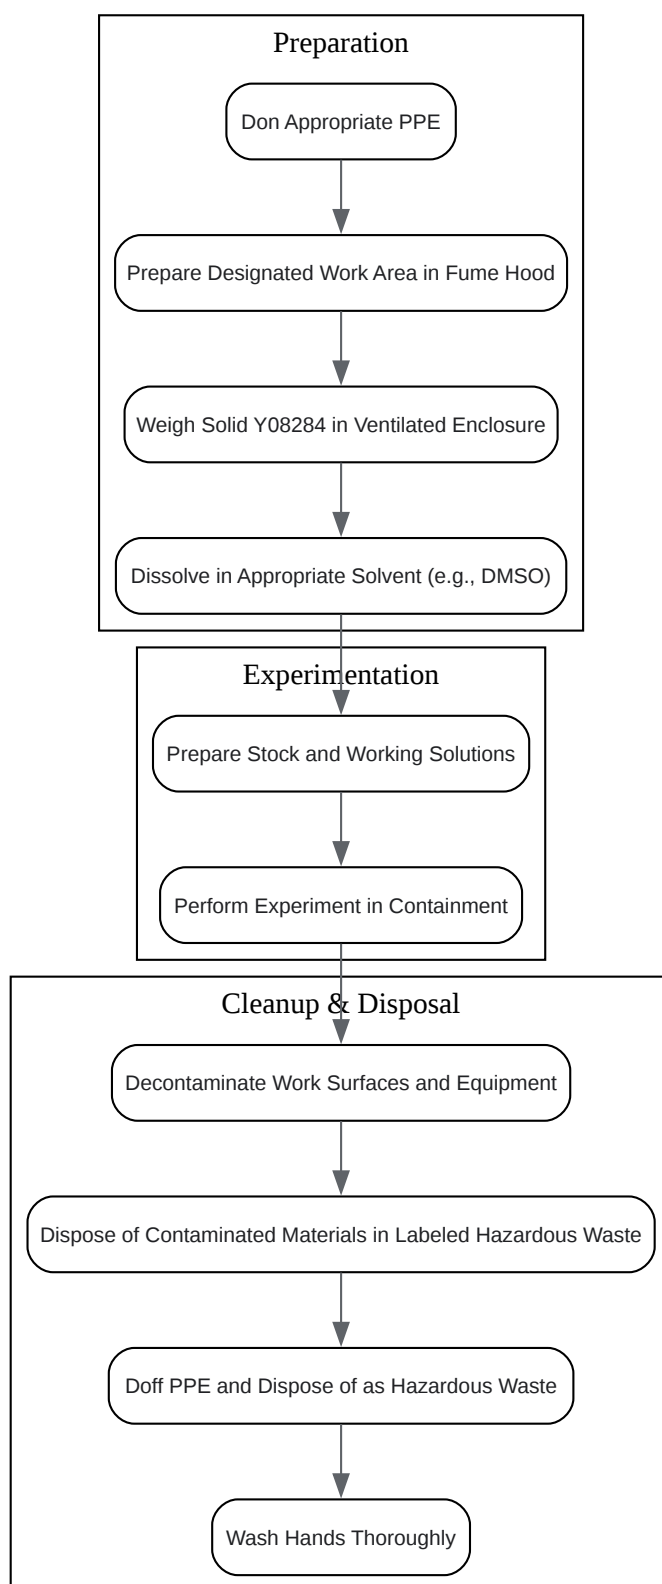 Preparation
Don Appropriate PPE
Prepare Designated Work Area in Fume Hood
Weigh Solid Y08284 in Ventilated Enclosure
Dissolve in Appropriate Solvent (e.g., DMSO)
Experimentation
Prepare Stock and Working Solutions
Perform Experiment in Containment
Cleanup & Disposal
Decontaminate Work Surfaces and Equipment
Dispose of Contaminated Materials in Labeled Hazardous Waste
Doff PPE and Dispose of as Hazardous Waste
Wash Hands Thoroughly